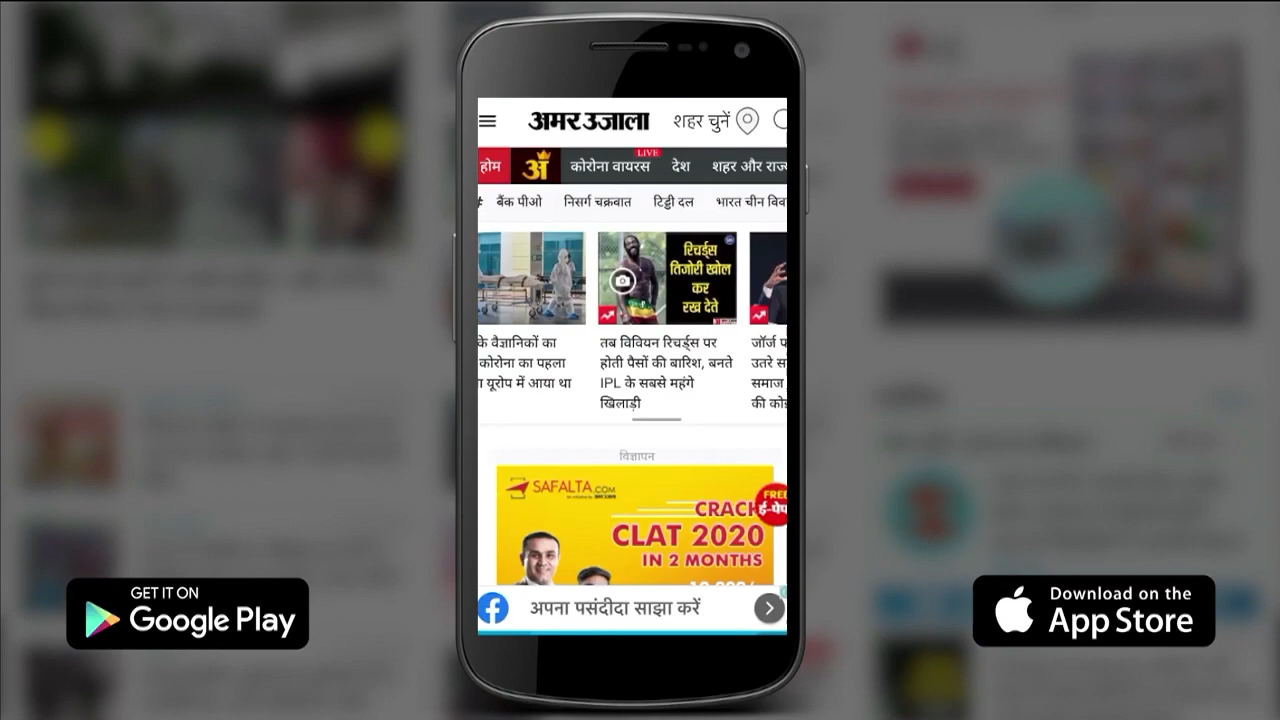 अमर उजाला
शहर चुनें
होम
अ
कोरोना वायरस
LIVE
देश
शहर और राज्
# बैंक पीओ
निसर्ग चक्रवात
टिड्डी दल
भारत चीन विवा
रिचर्ड्स
तिजोरी खोल
कर
रख देते
के वैज्ञानिकों का
कोरोना का पहला
यूरोप में आया था
तब विवियन रिचर्ड्स पर
होती पैसों की बारिश, बनते
IPL के सबसे महंगे
खिलाड़ी
जॉर्ज
उतरे
समाज
की
विज्ञापन
SAFALTA.COM
CRACK
CLAT 2020
IN 2 MONTHS
FREE
ई-पेप
अपना पसंदीदा साझा करें
GET IT ON
Google Play
Download on the
App Store